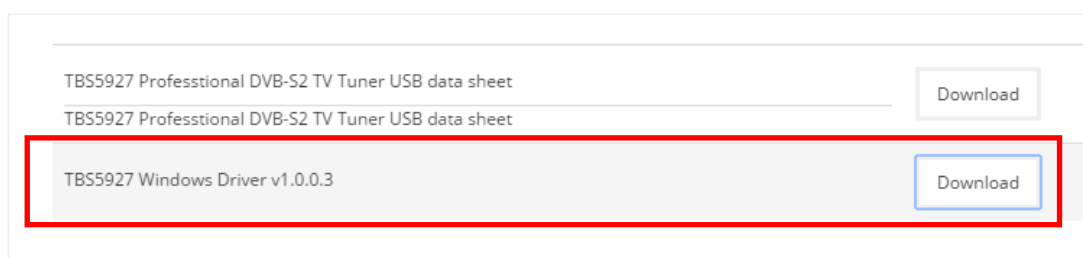 TBS5927 Professtional DVB-S2 TV Tuner USB data sheet
Download
TBS5927 Professtional DVB-S2 TV Tuner USB data sheet
TBS5927 Windows Driver v1.0.0.3
Download